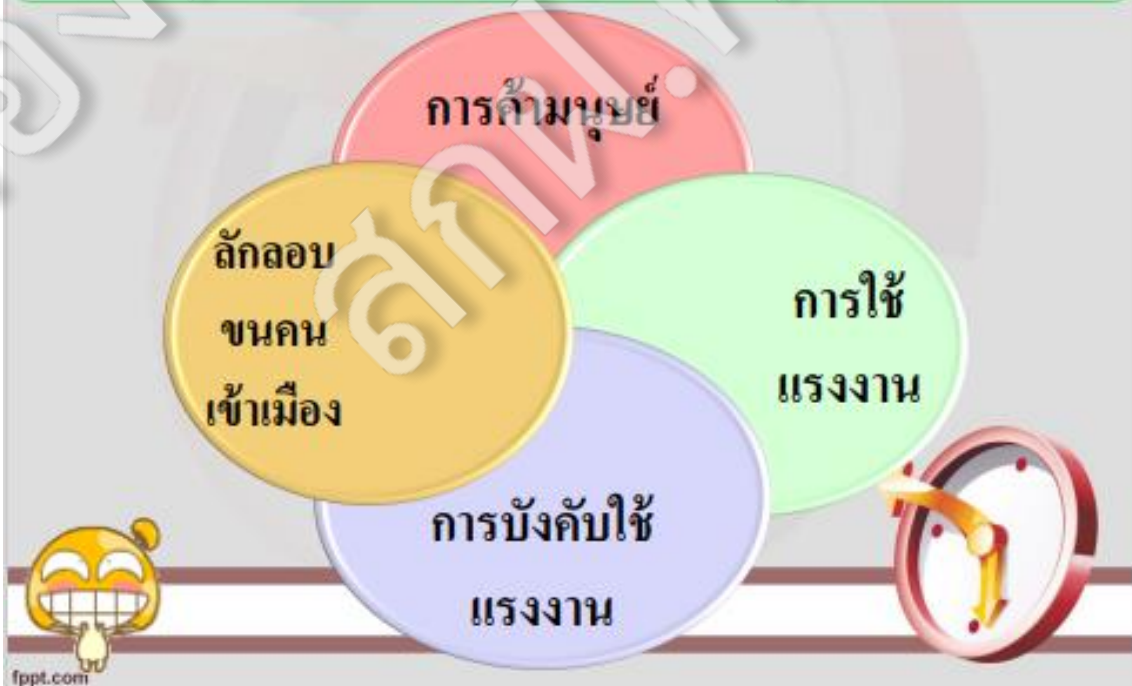 การค้ามนุษย์
ลักลอบ
ขนคน
เข้าเมือง
การใช้
แรงงาน
การบังคับใช้
แรงงาน
fppt.com